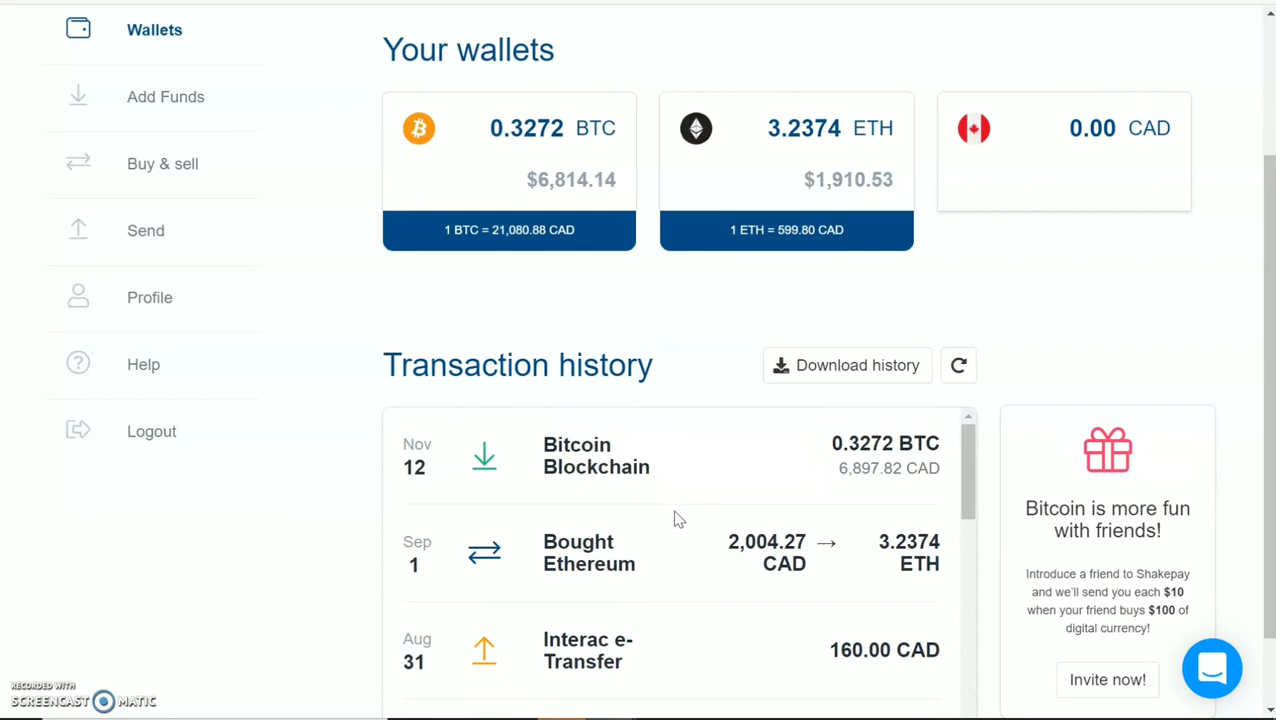 Wallets
Add Funds
Buy & sell
Send
Profile
Help
Logout
Your wallets
0.3272 BTC
$6,814.14
1 BTC = 21,080.88 CAD
3.2374 ETH
$1,910.53
1 ETH = 599.80 CAD
0.00 CAD
Transaction history
Download history
Nov
12
Bitcoin
Blockchain
0.3272 BTC
6,897.82 CAD
Sep
1
Bought
Ethereum
2,004.27
CAD
→
3.2374
ETH
Aug
31
Interac e-
Transfer
160.00 CAD
Bitcoin is more fun
with friends!
Introduce a friend to Shakepay
and we'll send you each $10
when your friend buys $100 of
digital currency!
Invite now!
RECORDED WITH
SCREENCAST MATIC